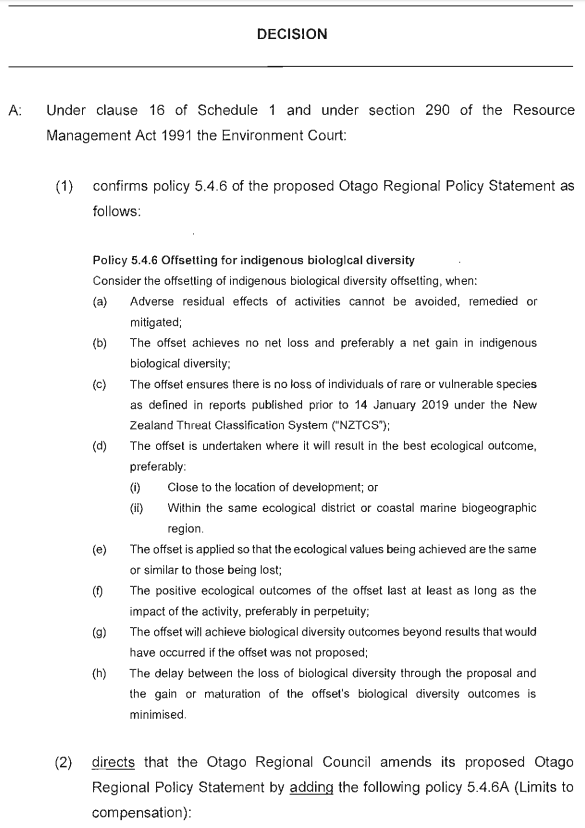 DECISION
A: Under clause 16 of Schedule 1 and under section 290 of the Resource
Management Act 1991 the Environment Court:
(1) confirms policy 5.4.6 of the proposed Otago Regional Policy Statement as
follows:
Policy 5.4.6 Offsetting for indigenous biological diversity
Consider the offsetting of indigenous biological diversity offsetting, when:
(a) Adverse residual effects of activities cannot be avoided, remedied or
mitigated;
(b) The offset achieves no net loss and preferably a net gain in indigenous
biological diversity;
(c) The offset ensures there is no loss of individuals of rare or vulnerable species
as defined in reports published prior to 14 January 2019 under the New
Zealand Threat Classification System ("NZTCS");
(d) The offset is undertaken where it will result in the best ecological outcome,
preferably:
(i) Close to the location of development; or
(ii) Within the same ecological district or coastal marine biogeographic
region.
(e) The offset is applied so that the ecological values being achieved are the same
or similar to those being lost;
(f) The positive ecological outcomes of the offset last at least as long as the
impact of the activity, preferably in perpetuity;
(g) The offset will achieve biological diversity outcomes beyond results that would
have occurred if the offset was not proposed;
(h) The delay between the loss of biological diversity through the proposal and
the gain or maturation of the offset's biological diversity outcomes is
minimised.
(2) directs that the Otago Regional Council amends its proposed Otago
Regional Policy Statement by adding the following policy 5.4.6A (Limits to
compensation):